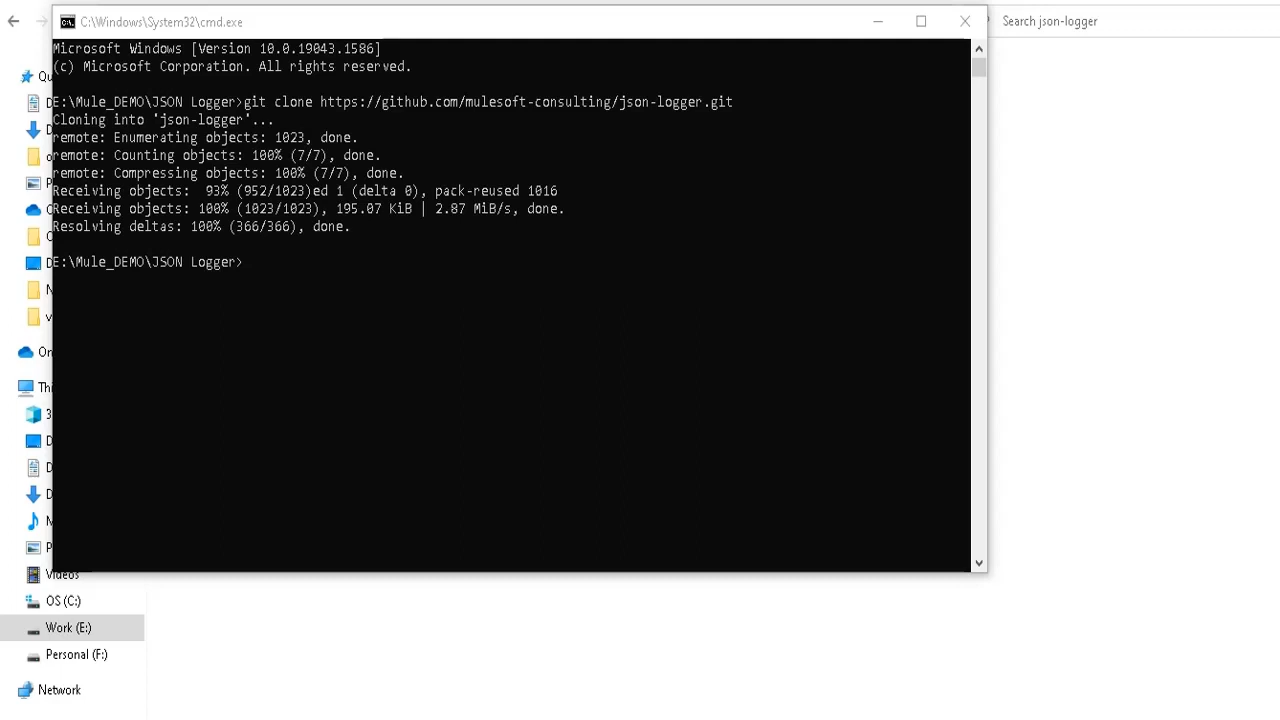 C:\Windows\System32\cmd.exe
Search json-logger
Microsoft Windows [Version 10.0.19043.1586]
(c) Microsoft Corporation. All rights reserved.
E:\Mule_DEMO\JSON Logger>git clone https://github.com/mulesoft-consulting/json-logger.git
Cloning into 'json-logger'...
remote: Enumerating objects: 1023, done.
remote: Counting objects: 100% (7/7), done.
remote: Compressing objects: 100% (7/7), done.
Receiving objects:  93% (952/1023)ed 1 (delta 0), pack-reused 1016
Receiving objects: 100% (1023/1023), 195.07 KiB | 2.87 MiB/s, done.
Resolving deltas: 100% (366/366), done.
E:\Mule_DEMO\JSON Logger>
Videos
OS (C:)
Work (E:)
Personal (F:)
Network